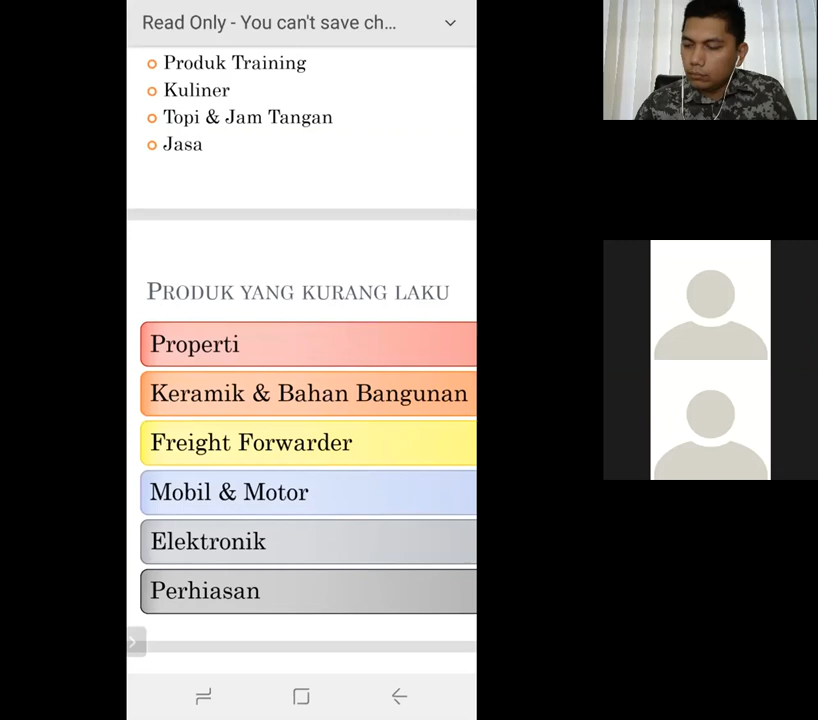 Read Only - You can't save ch...
Produk Training
Kuliner
Topi & Jam Tangan
Jasa
Produk yang kurang laku
Properti
Keramik & Bahan Bangunan
Freight Forwarder
Mobil & Motor
Elektronik
Perhiasan